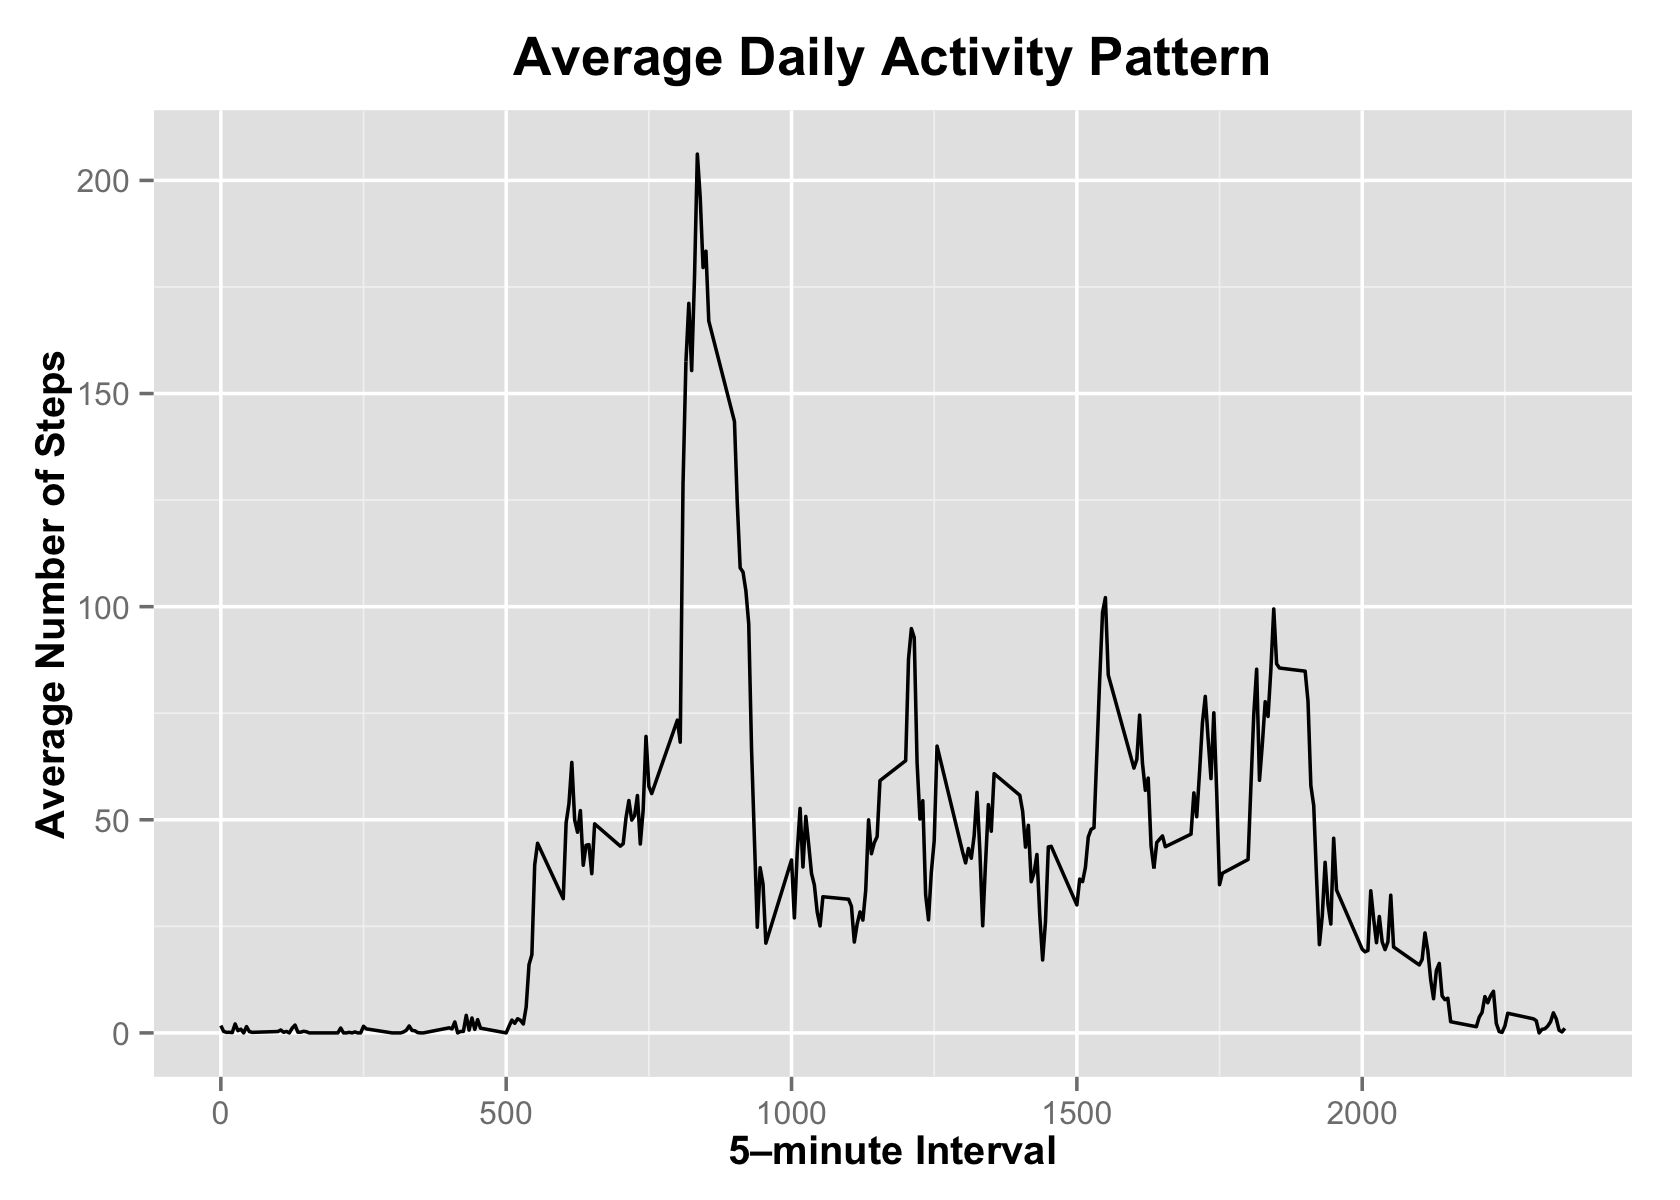 Average Daily Activity Pattern
Average Number of Steps
200
150
100
50
0
0 500 1000 1500 2000
5–minute Interval